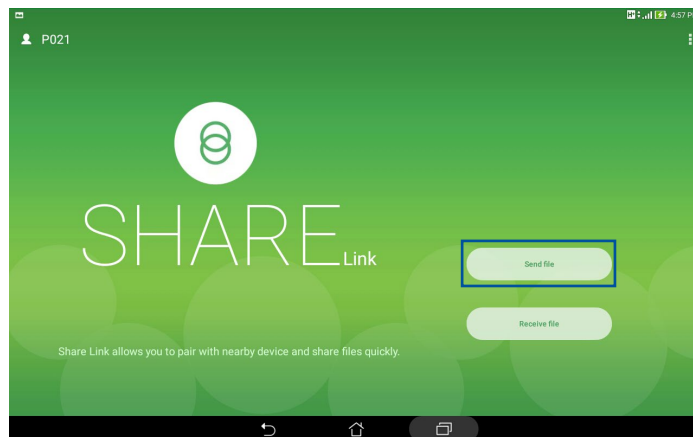 H+ 4:57 P
P021
SHARE Link
Send file
Receive file
Share Link allows you to pair with nearby device and share files quickly.